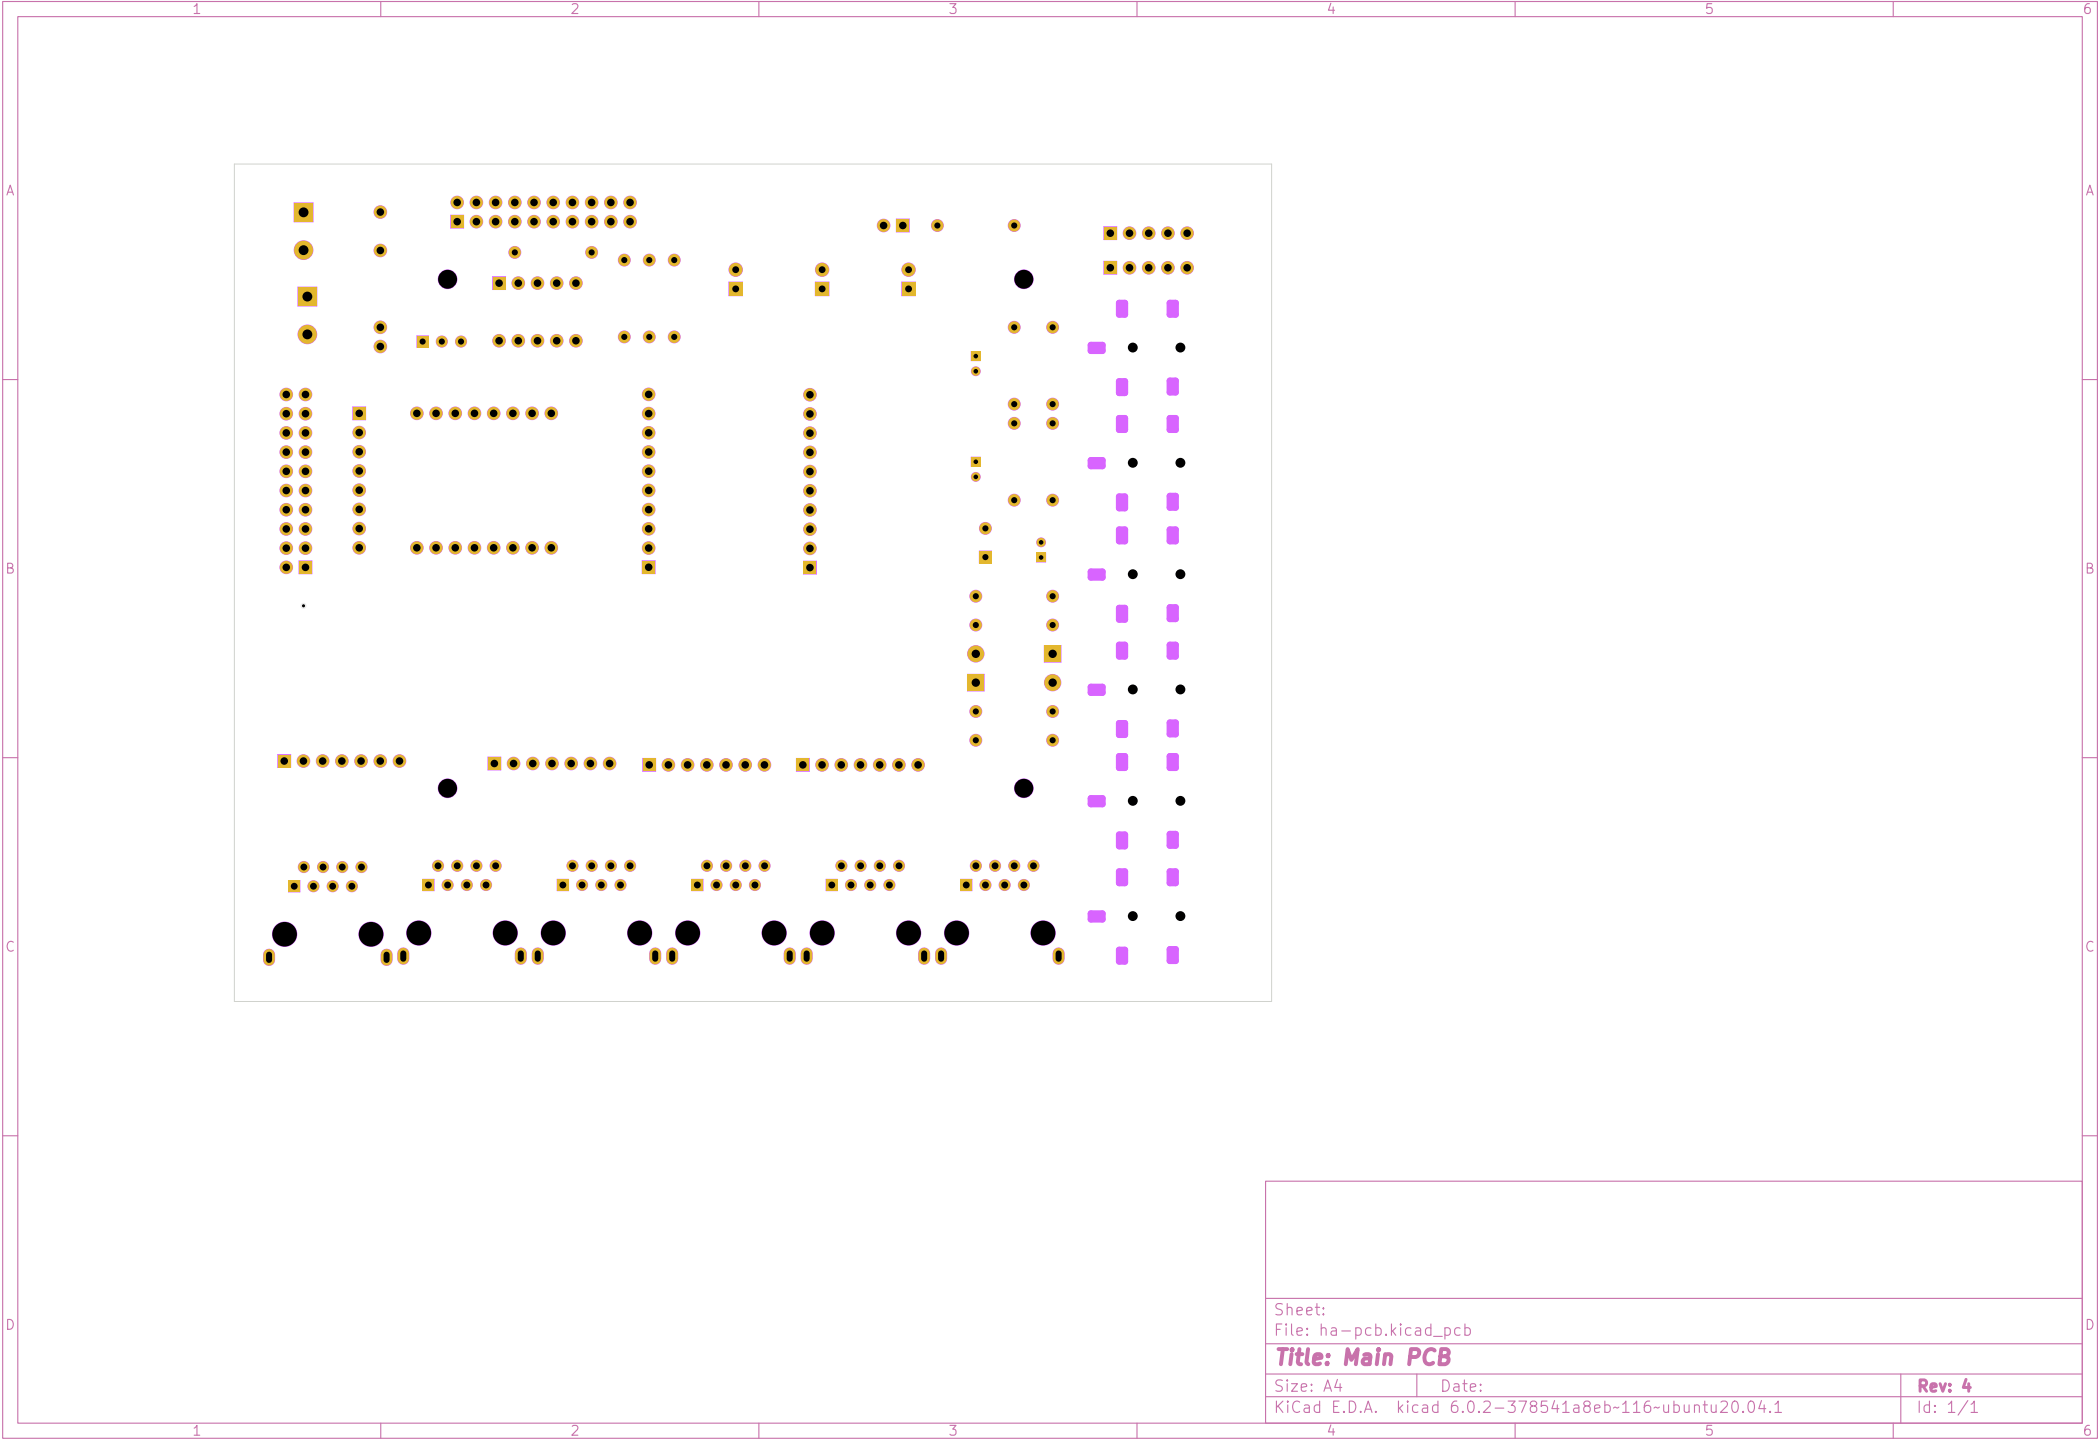 1 2 3 4 5 6
A A
B B
C C
D D
Sheet:
File: ha-pcb.kicad_pcb
Title: Main PCB
Size: A4 Date: Rev: 4
KiCad E.D.A. kicad 6.0.2-378541a8eb~116~ubuntu20.04.1 Id: 1/1
1 2 3 4 5 6